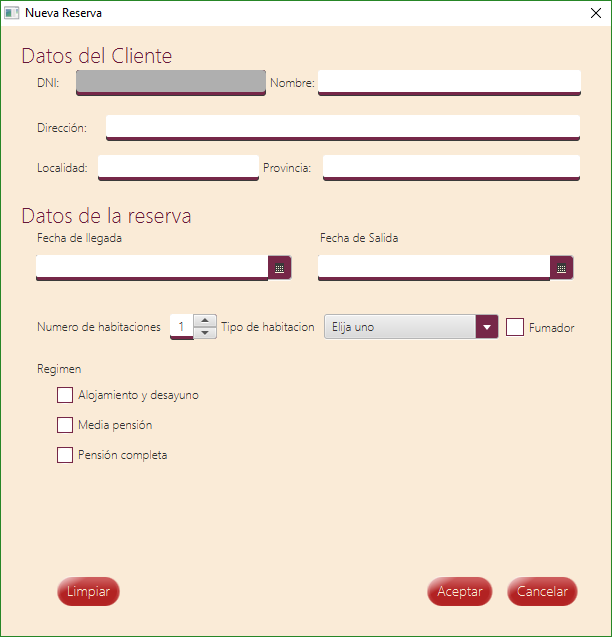 Nueva Reserva
Datos del Cliente
DNI: Nombre:
Dirección:
Localidad: Provincia:
Datos de la reserva
Fecha de llegada Fecha de Salida
Numero de habitaciones 1 Tipo de habitacion Elija uno Fumador
Regimen
Alojamiento y desayuno
Media pensión
Pensión completa
Limpiar Aceptar Cancelar